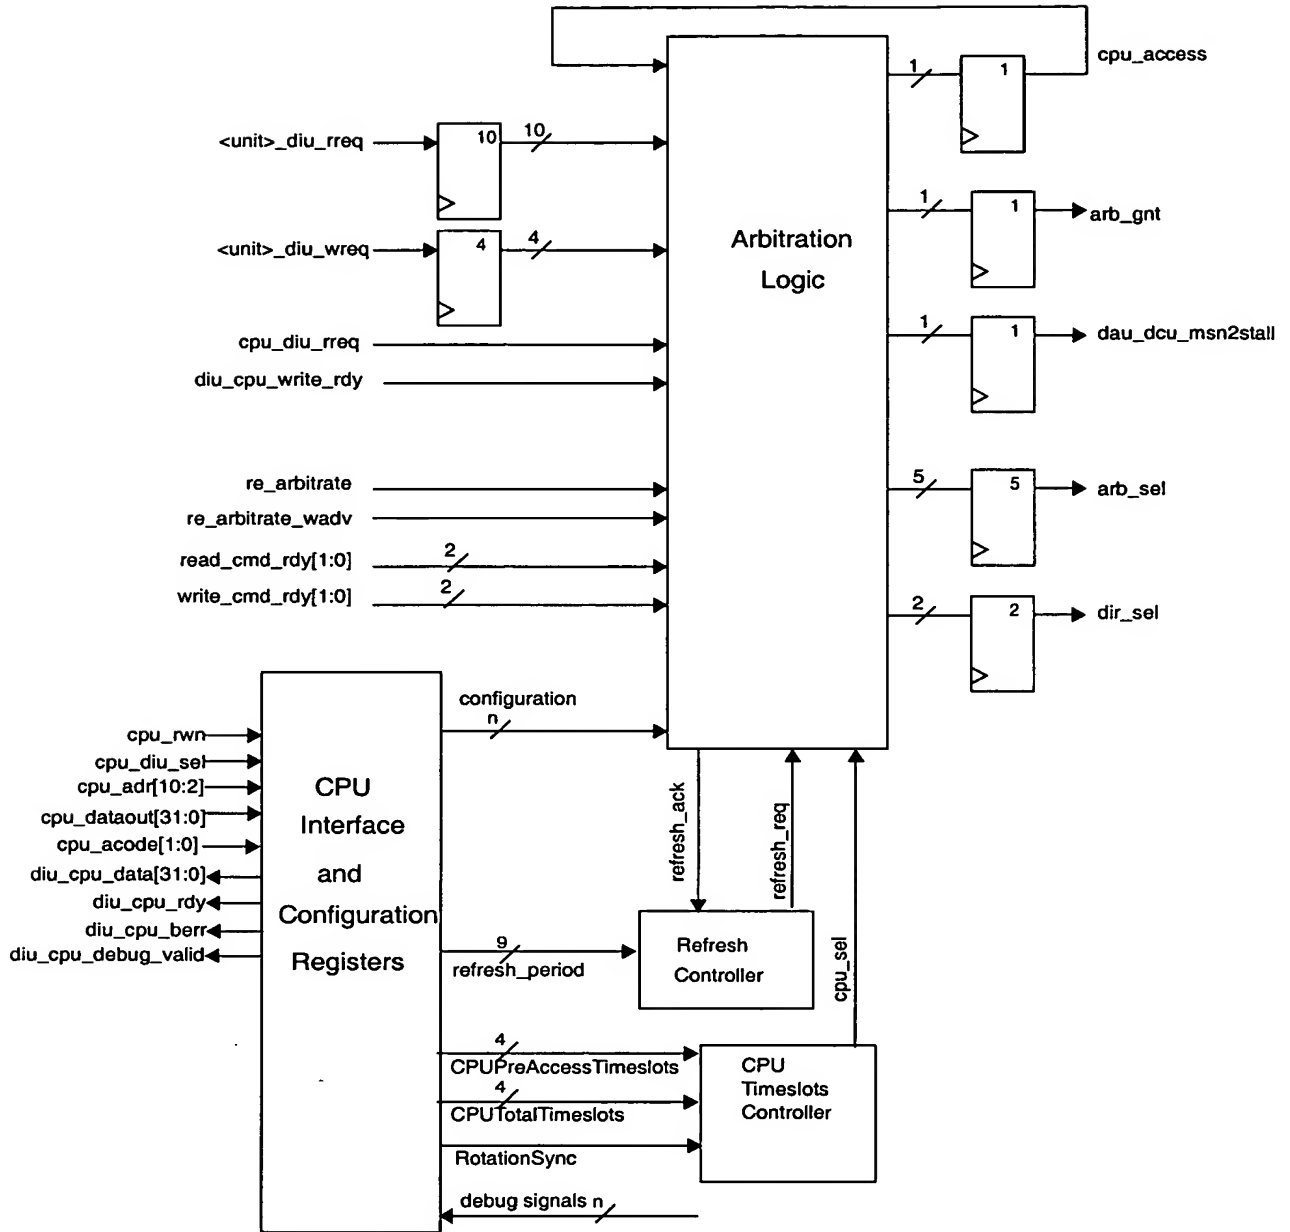 cpu_access
1
1
<unit>_diu_rreq
10
10
<unit>_diu_wreq
4
4
Arbitration
Logic
1
1
arb_gnt
cpu_diu_rreq
1
1
dau_dcu_msn2stall
diu_cpu_write_rdy
re_arbitrate
5
5
arb_sel
re_arbitrate_wadv
read_cmd_rdy[1:0]
2
write_cmd_rdy[1:0]
2
2
2
dir_sel
configuration
n
cpu_rwn
cpu_diu_sel
cpu_adr[10:2]
cpu_dataout[31:0]
cpu_acode[1:0]
diu_cpu_data[31:0]
diu_cpu_rdy
diu_cpu_berr
diu_cpu_debug_valid
CPU
Interface
and
Configuration
Registers
refresh_ack
refresh_req
cpu_sel
9
refresh_period
Refresh
Controller
4
CPUPreAccessTimeslots
4
CPUTotalTimeslots
RotationSync
CPU
Timeslots
Controller
debug signals n